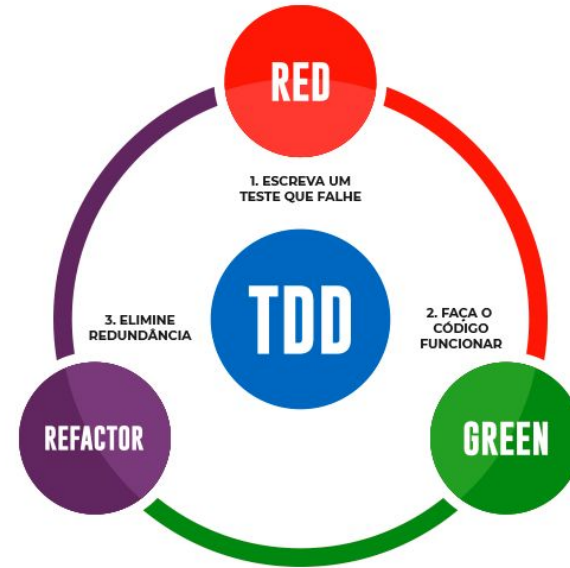 RED
1. ESCREVA UM
TESTE QUE FALHE
TDD
3. ELIMINE
REDUNDÂNCIA
2. FAÇA O
CÓDIGO
FUNCIONAR
REFACTOR
GREEN